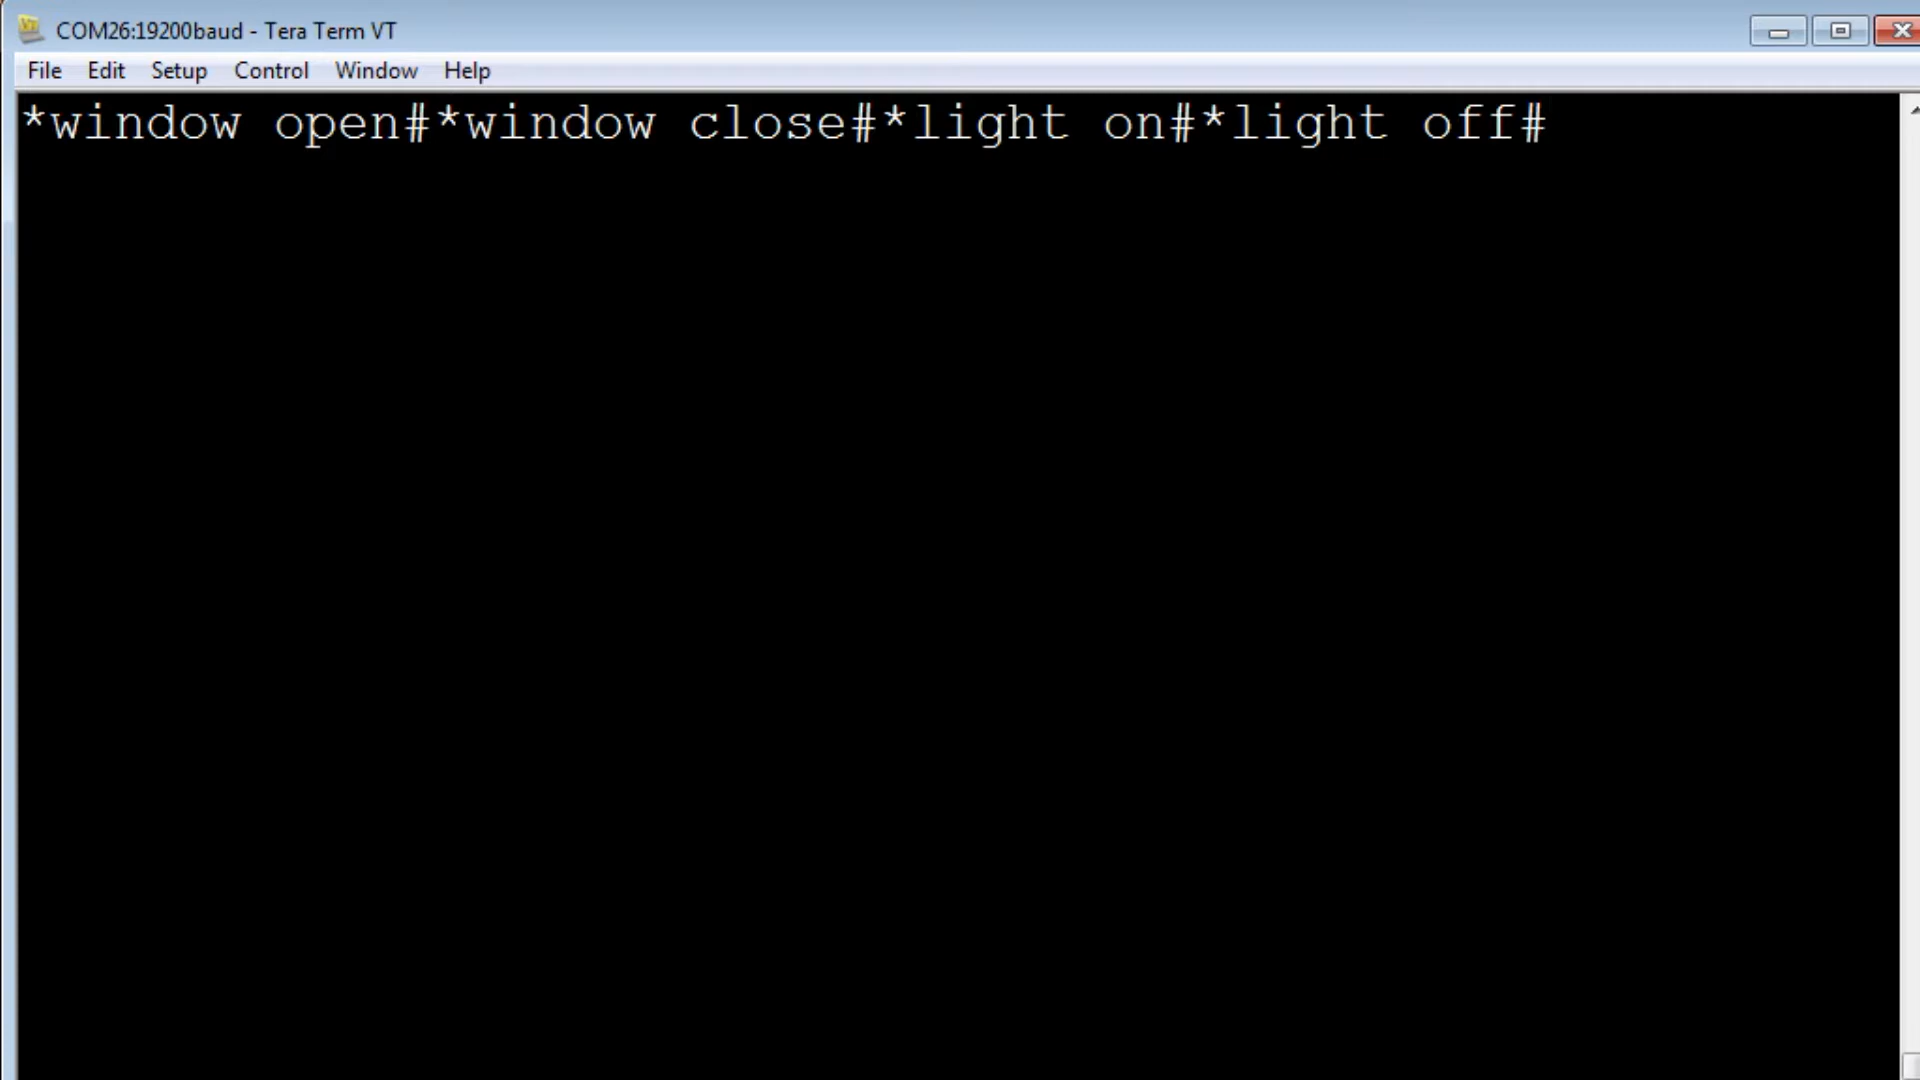 COM26:19200baud - Tera Term VT
File Edit Setup Control Window Help
*window open#*window close#*light on#*light off#